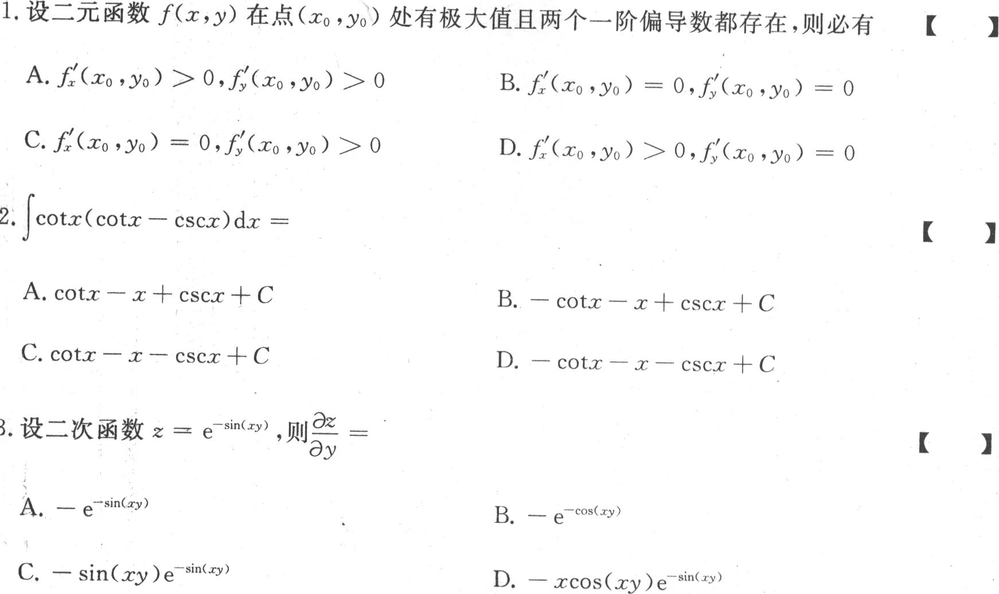 1. 设二元函数 f(x,y) 在点(x₀,y₀) 处有极大值且两个一阶偏导数都存在,则必有 【 】
A. f′ₓ(x₀,y₀) > 0, f′ᵧ(x₀,y₀) > 0 B. f′ₓ(x₀,y₀) = 0, f′ᵧ(x₀,y₀) = 0
C. f′ₓ(x₀,y₀) = 0, f′ᵧ(x₀,y₀) > 0 D. f′ₓ(x₀,y₀) > 0, f′ᵧ(x₀,y₀) = 0
2. ∫cotx(cotx − cscx)dx = 【 】
A. cotx − x + cscx + C B. − cotx − x + cscx + C
C. cotx − x − cscx + C D. − cotx − x − cscx + C
3. 设二次函数 z = e^{−sin(xy)},则 ∂z/∂y = 【 】
A. − e^{−sin(xy)} B. − e^{−cos(xy)}
C. − sin(xy)e^{−sin(xy)} D. − xcos(xy)e^{−sin(xy)}